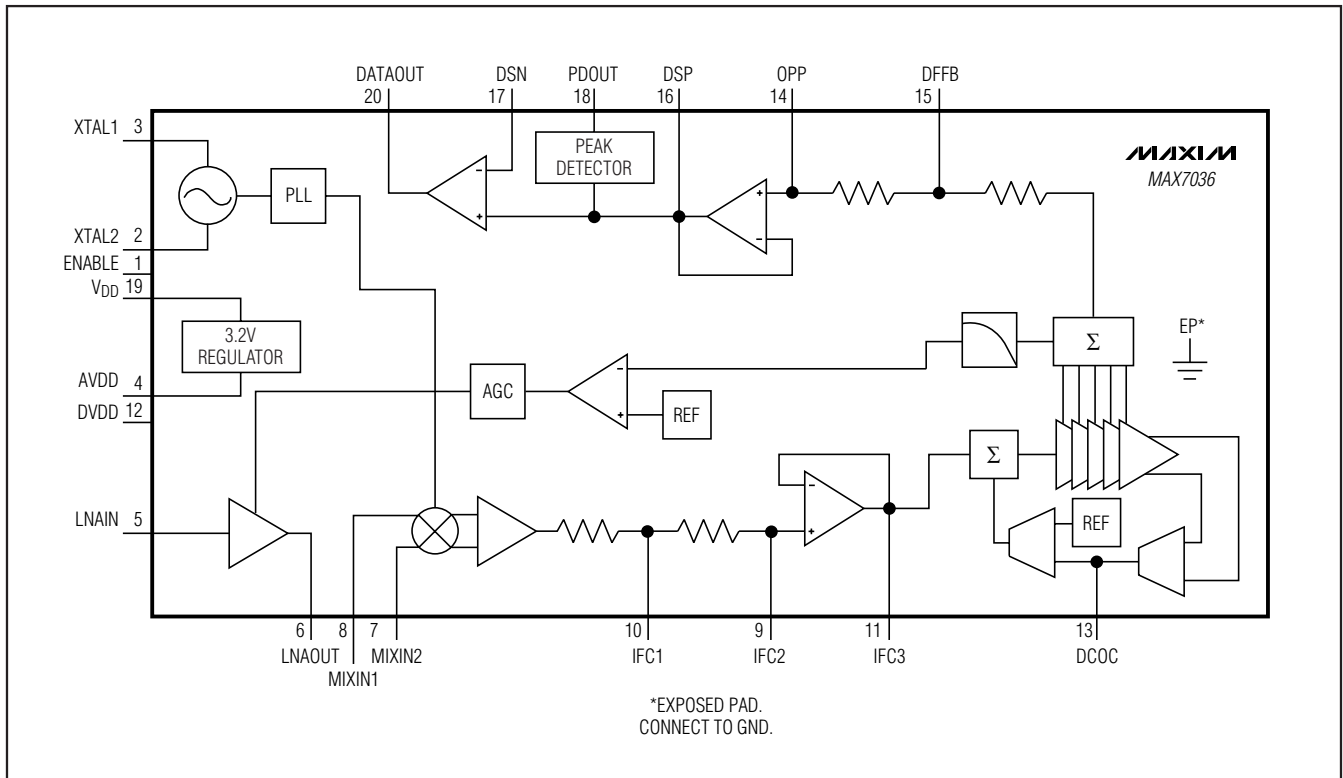 DATAOUT
20
DSN
17
PDOUT
18
DSP
16
OPP
14
DFFB
15
XTAL1 3
XTAL2 2
ENABLE 1
VDD 19
AVDD 4
DVDD 12
LNAIN 5
PLL
3.2V
REGULATOR
PEAK
DETECTOR
-
+
+
-
MAXIM
MAX7036
Σ
EP*
AGC
-
+
REF
Σ
-
+
REF
6
LNAOUT
8
MIXIN1
7
MIXIN2
10
IFC1
9
IFC2
11
IFC3
13
DCOC
*EXPOSED PAD.
CONNECT TO GND.